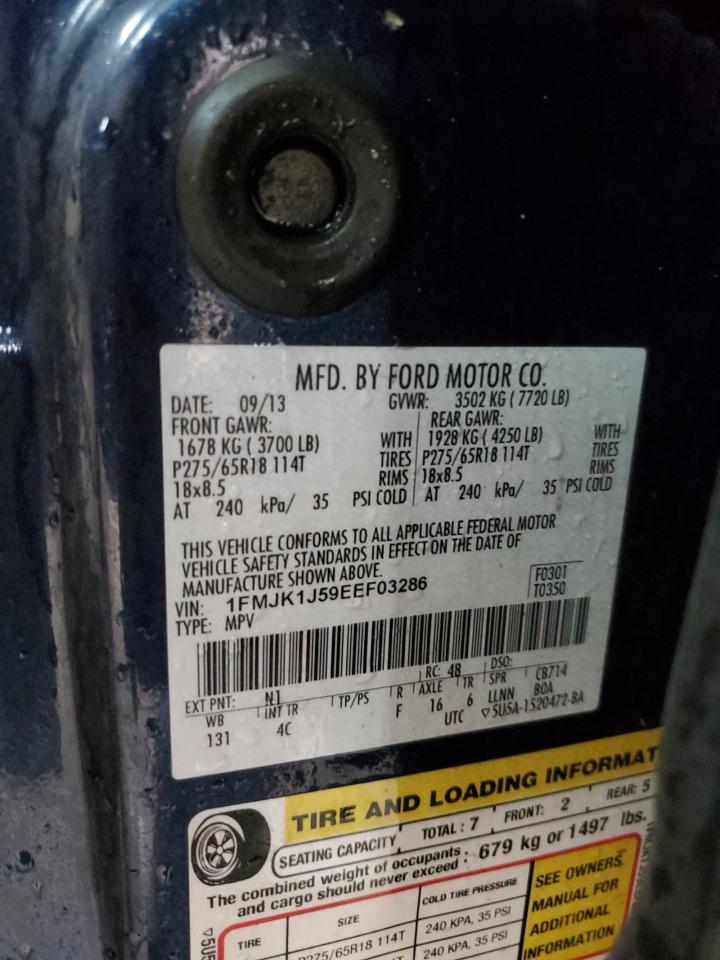 MFD. BY FORD MOTOR CO.
DATE: 09/13 GVWR: 3502 KG ( 7720 LB)
FRONT GAWR: REAR GAWR:
1678 KG ( 3700 LB) WITH 1928 KG ( 4250 LB) WITH
P275/65R18 114T TIRES P275/65R18 114T TIRES
18x8.5 RIMS 18x8.5 RIMS
AT 240 kPa/ 35 PSI COLD AT 240 kPa/ 35 PSI COLD
THIS VEHICLE CONFORMS TO ALL APPLICABLE FEDERAL MOTOR
VEHICLE SAFETY STANDARDS IN EFFECT ON THE DATE OF
MANUFACTURE SHOWN ABOVE.
VIN: 1FMJK1J59EEF03286 F0301
TYPE: MPV T0350
EXT PNT: N1 RC: 48 DSO:
WB INT TR TP/PS R AXLE TR SPR CB714
131 4C F 16 6 LLNN BOA
UTC ▽5U5A-1520472-BA
TIRE AND LOADING INFORMAT
SEATING CAPACITY TOTAL : 7 FRONT: 2 REAR: 5
The combined weight of occupants
and cargo should never exceed : 679 kg or 1497 lbs.
TIRE SIZE COLD TIRE PRESSURE SEE OWNERS
P275/65R18 114T 240 KPA, 35 PSI MANUAL FOR
240 KPA, 35 PSI ADDITIONAL
INFORMATION
▽5U5